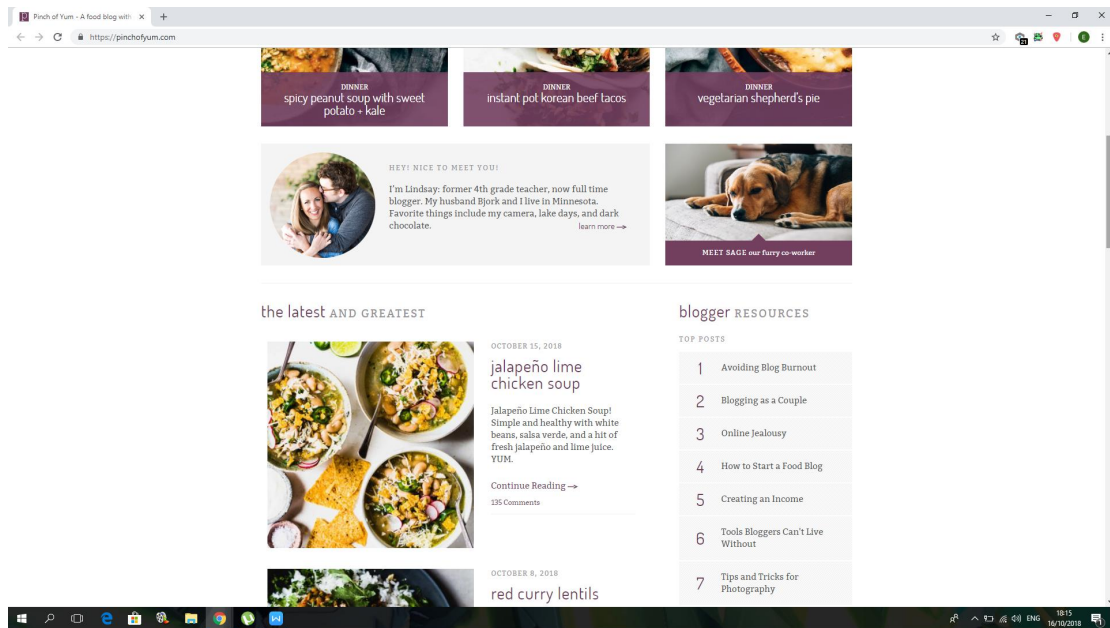 Pinch of Yum - A food blog with
https://pinchofyum.com
21
E
DINNER
spicy peanut soup with sweet
potato + kale
DINNER
instant pot korean beef tacos
DINNER
vegetarian shepherd's pie
HEY! NICE TO MEET YOU!
I'm Lindsay: former 4th grade teacher, now full time
blogger. My husband Bjork and I live in Minnesota.
Favorite things include my camera, lake days, and dark
chocolate.
learn more →
MEET SAGE our furry co-worker
the latest AND GREATEST
OCTOBER 15, 2018
jalapeño lime
chicken soup
Jalapeño Lime Chicken Soup!
Simple and healthy with white
beans, salsa verde, and a hit of
fresh jalapeño and lime juice.
YUM.
Continue Reading →
135 Comments
OCTOBER 8, 2018
red curry lentils
blogger RESOURCES
TOP POSTS
1 Avoiding Blog Burnout
2 Blogging as a Couple
3 Online Jealousy
4 How to Start a Food Blog
5 Creating an Income
6 Tools Bloggers Can't Live
Without
7 Tips and Tricks for
Photography
ENG
18:15
16/10/2018